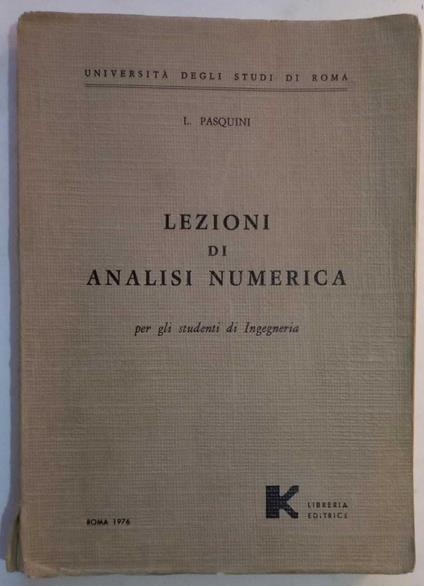 UNIVERSITÀ DEGLI STUDI DI ROMA
L. PASQUINI
LEZIONI
DI
ANALISI NUMERICA
per gli studenti di Ingegneria
K LIBRERIA
EDITRICE
ROMA 1976